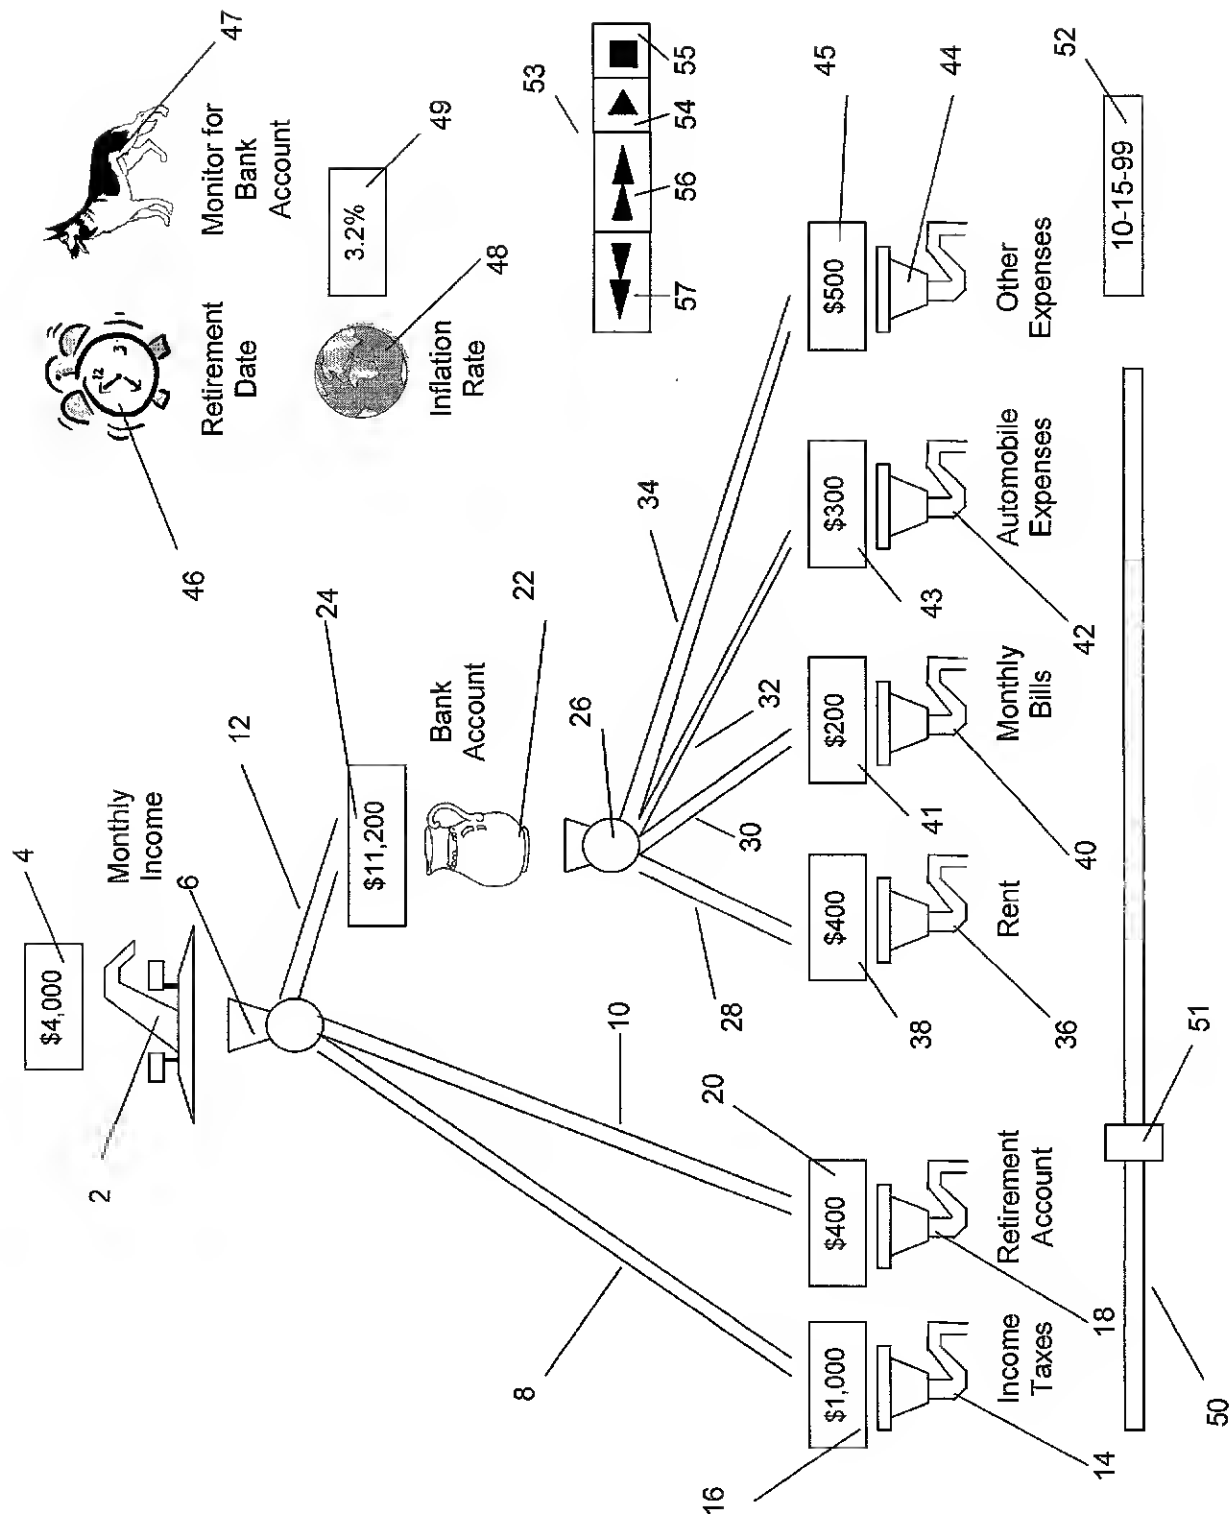 $4,000
4
Monthly
Income
2
6
12
46
Retirement
Date
47
Monitor for
Bank
Account
3.2%
49
48
Inflation
Rate
24
$11,200
22
Bank
Account
8
10
26
28
30
32
34
53
57
56
54
55
16
$1,000
14
Income
Taxes
20
$400
18
Retirement
Account
38
$400
36
Rent
41
$200
40
Monthly
Bills
43
$300
42
Automobile
Expenses
45
$500
44
Other
Expenses
50
51
10-15-99
52
12
3